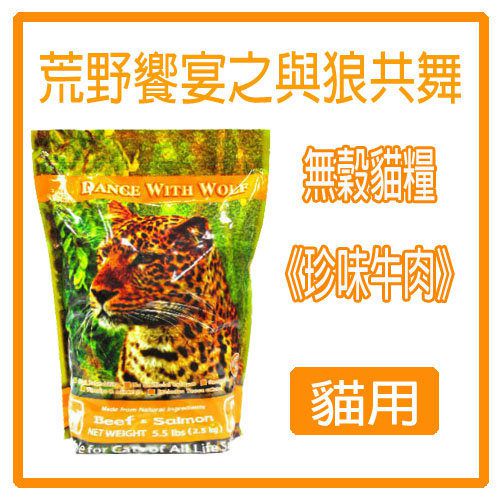 荒野饗宴之與狼共舞
無穀貓糧
《珍味牛肉》
貓用
DANCE WITH WOLF
Made from Natural Ingredients
Beef & Salmon
NET WEIGHT 5.5 lbs (2.5 kg)
for Cats of All Life